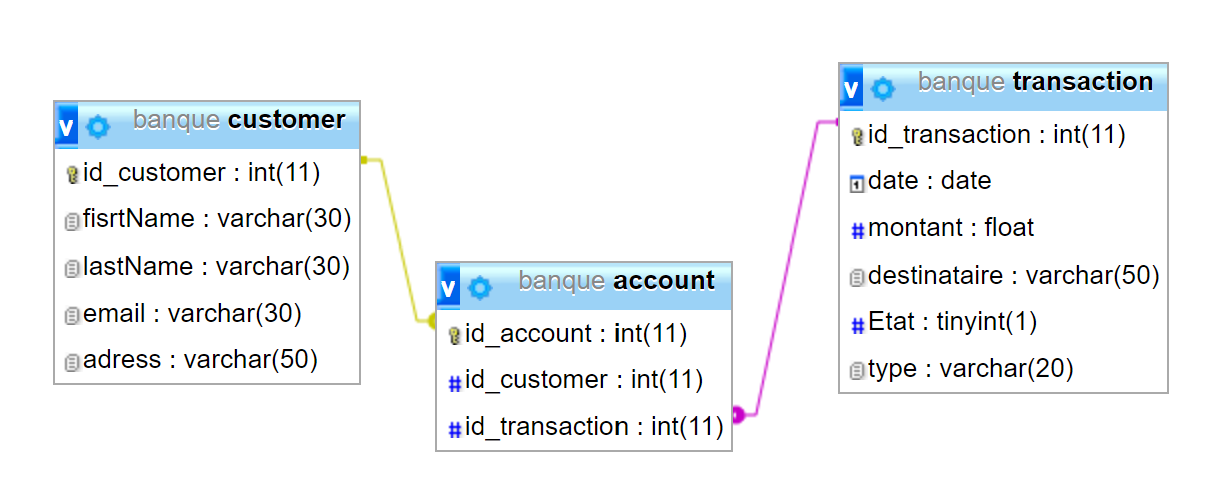 banque customer
id_customer : int(11)
fisrtName : varchar(30)
lastName : varchar(30)
email : varchar(30)
adress : varchar(50)
banque account
id_account : int(11)
id_customer : int(11)
id_transaction : int(11)
banque transaction
id_transaction : int(11)
date : date
montant : float
destinataire : varchar(50)
Etat : tinyint(1)
type : varchar(20)